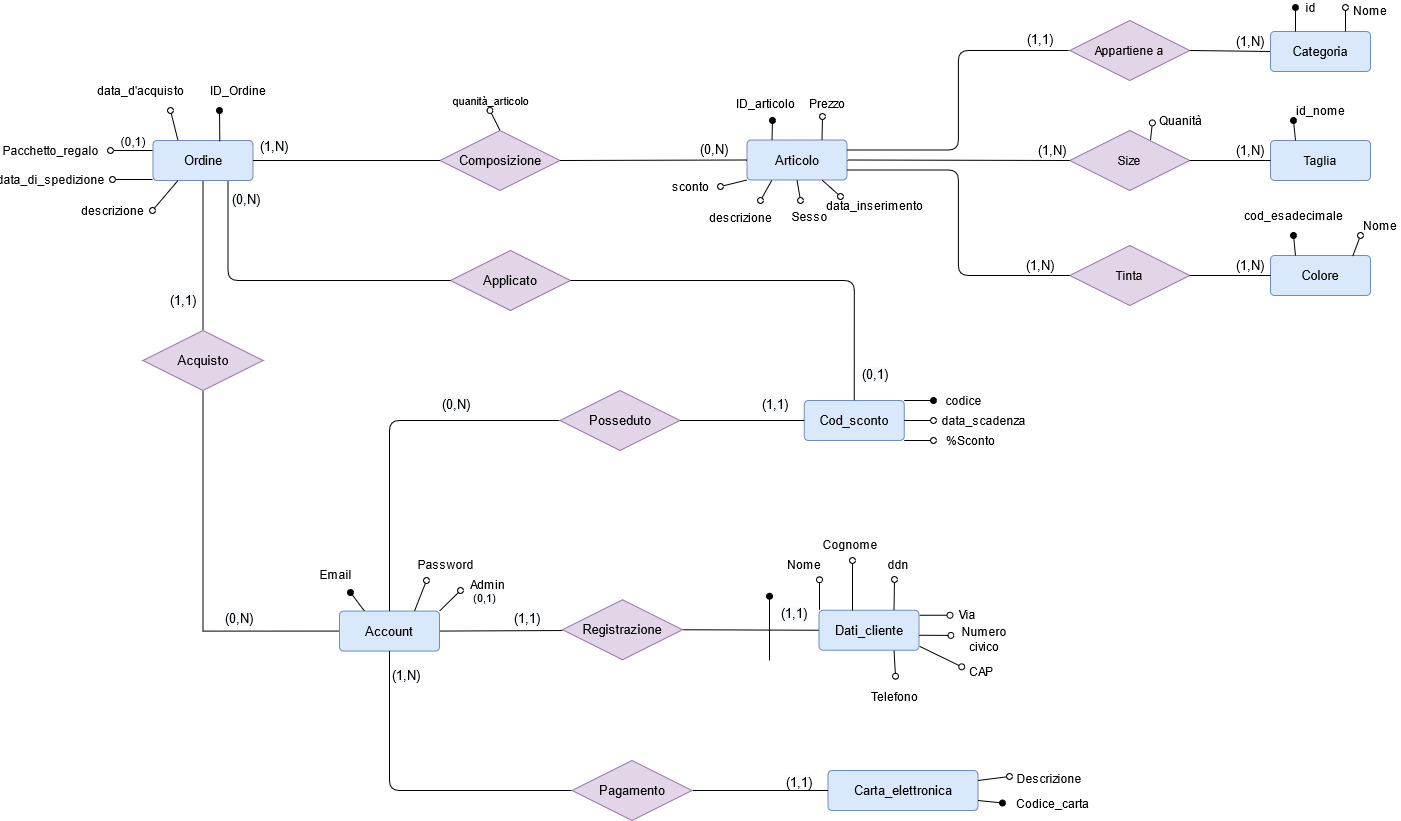 id
Nome
(1,1)
Appartiene a
(1,N)
Categoria
data_d'acquisto
ID_Ordine
quanità_articolo
ID_articolo
Prezzo
id_nome
Quanità
Pacchetto_regalo
(0,1)
Ordine
(1,N)
Composizione
(0,N)
Articolo
(1,N)
Size
(1,N)
Taglia
data_di_spedizione
(0,N)
sconto
descrizione
descrizione
Sesso
data_inserimento
cod_esadecimale
Nome
(1,N)
Tinta
(1,N)
Colore
Applicato
(1,1)
Acquisto
(0,1)
(0,N)
Posseduto
(1,1)
Cod_sconto
codice
data_scadenza
%Sconto
Cognome
Nome
ddn
Email
Password
Admin
(0,1)
(0,N)
Account
(1,1)
Registrazione
(1,1)
Dati_cliente
Via
Numero
civico
CAP
Telefono
(1,N)
Pagamento
(1,1)
Carta_elettronica
Descrizione
Codice_carta